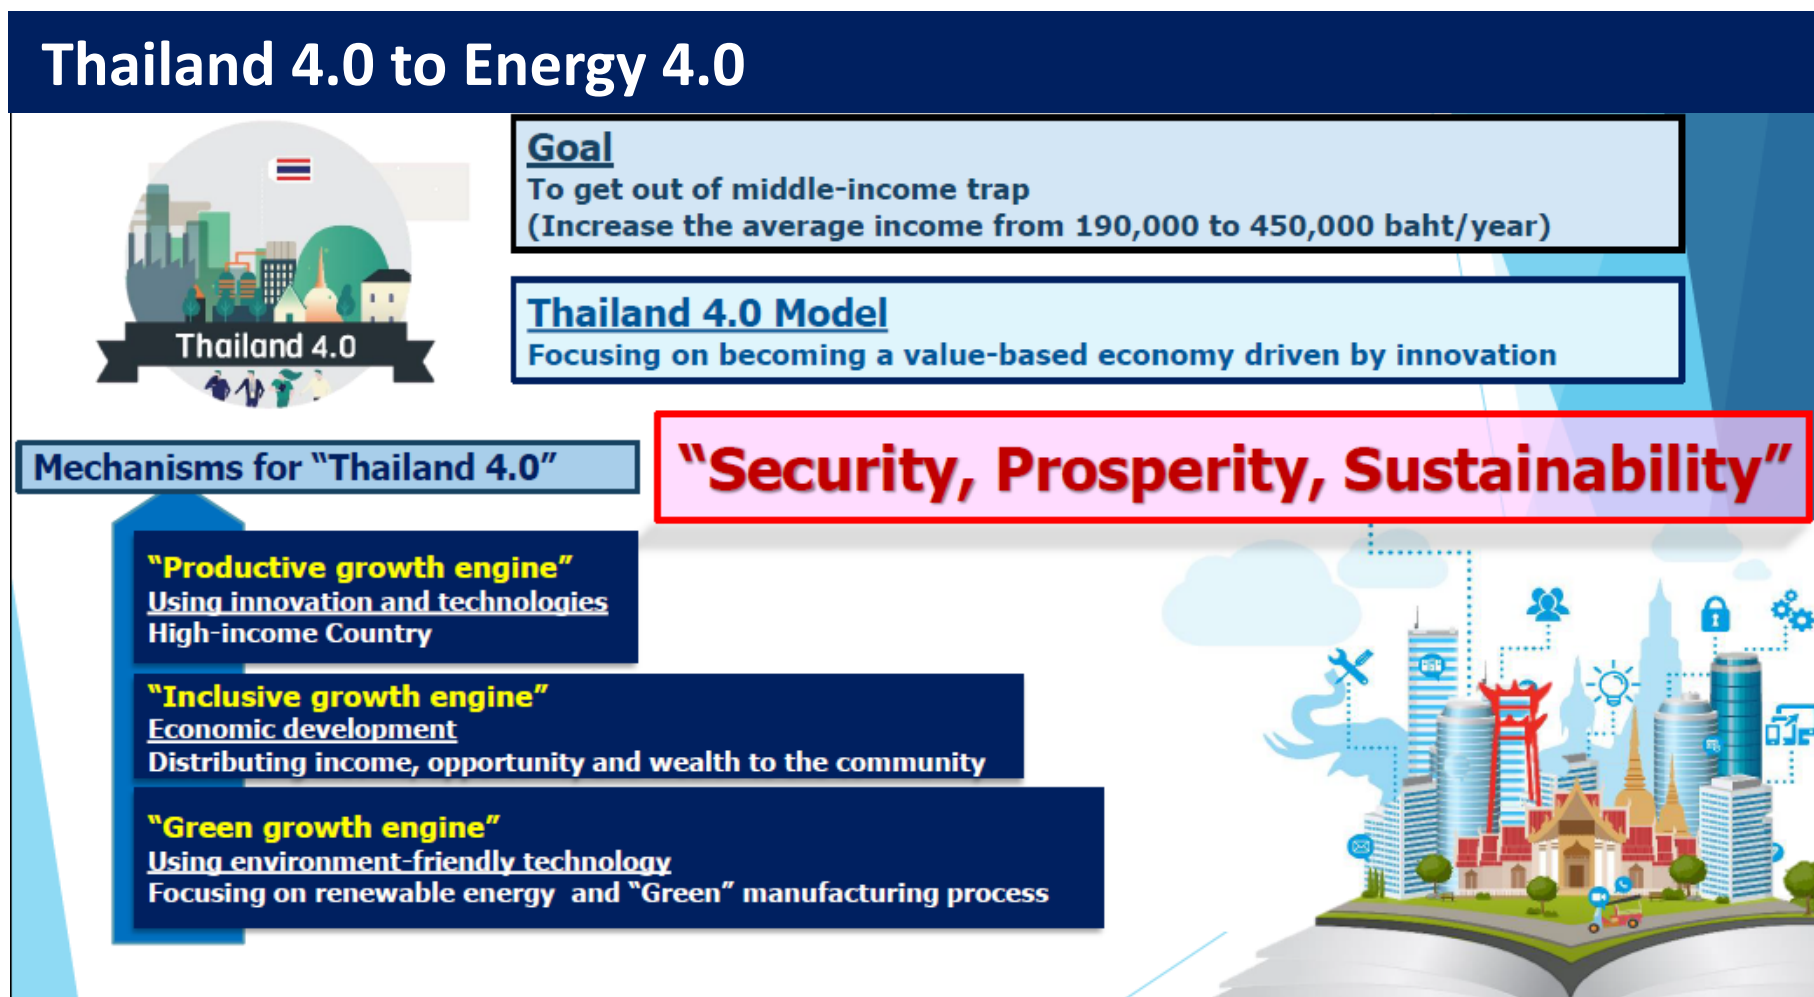 Thailand 4.0 to Energy 4.0
Goal
To get out of middle-income trap
(Increase the average income from 190,000 to 450,000 baht/year)
Thailand 4.0
Thailand 4.0 Model
Focusing on becoming a value-based economy driven by innovation
Mechanisms for “Thailand 4.0”
“Security, Prosperity, Sustainability”
“Productive growth engine”
Using innovation and technologies
High-income Country
“Inclusive growth engine”
Economic development
Distributing income, opportunity and wealth to the community
“Green growth engine”
Using environment-friendly technology
Focusing on renewable energy  and “Green” manufacturing process